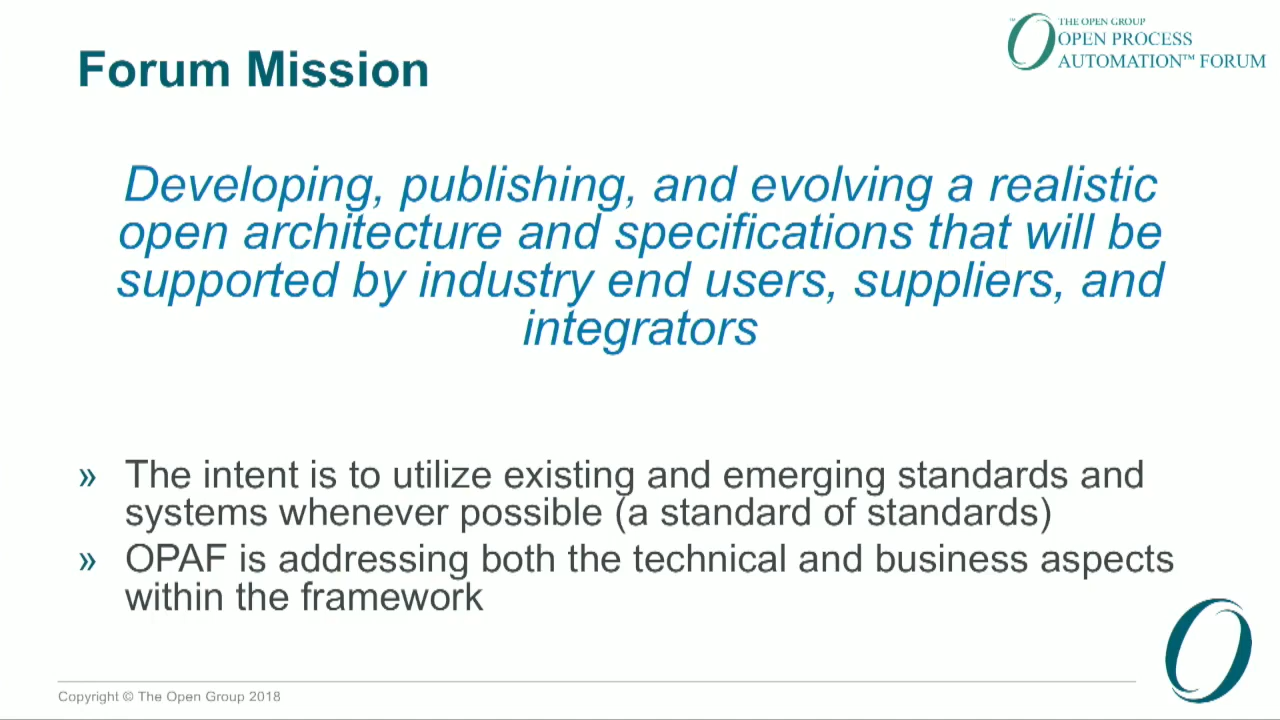 Forum Mission
THE OPEN GROUP
OPEN PROCESS
AUTOMATION™ FORUM
Developing, publishing, and evolving a realistic
open architecture and specifications that will be
supported by industry end users, suppliers, and
integrators
» The intent is to utilize existing and emerging standards and
systems whenever possible (a standard of standards)
» OPAF is addressing both the technical and business aspects
within the framework
Copyright © The Open Group 2018